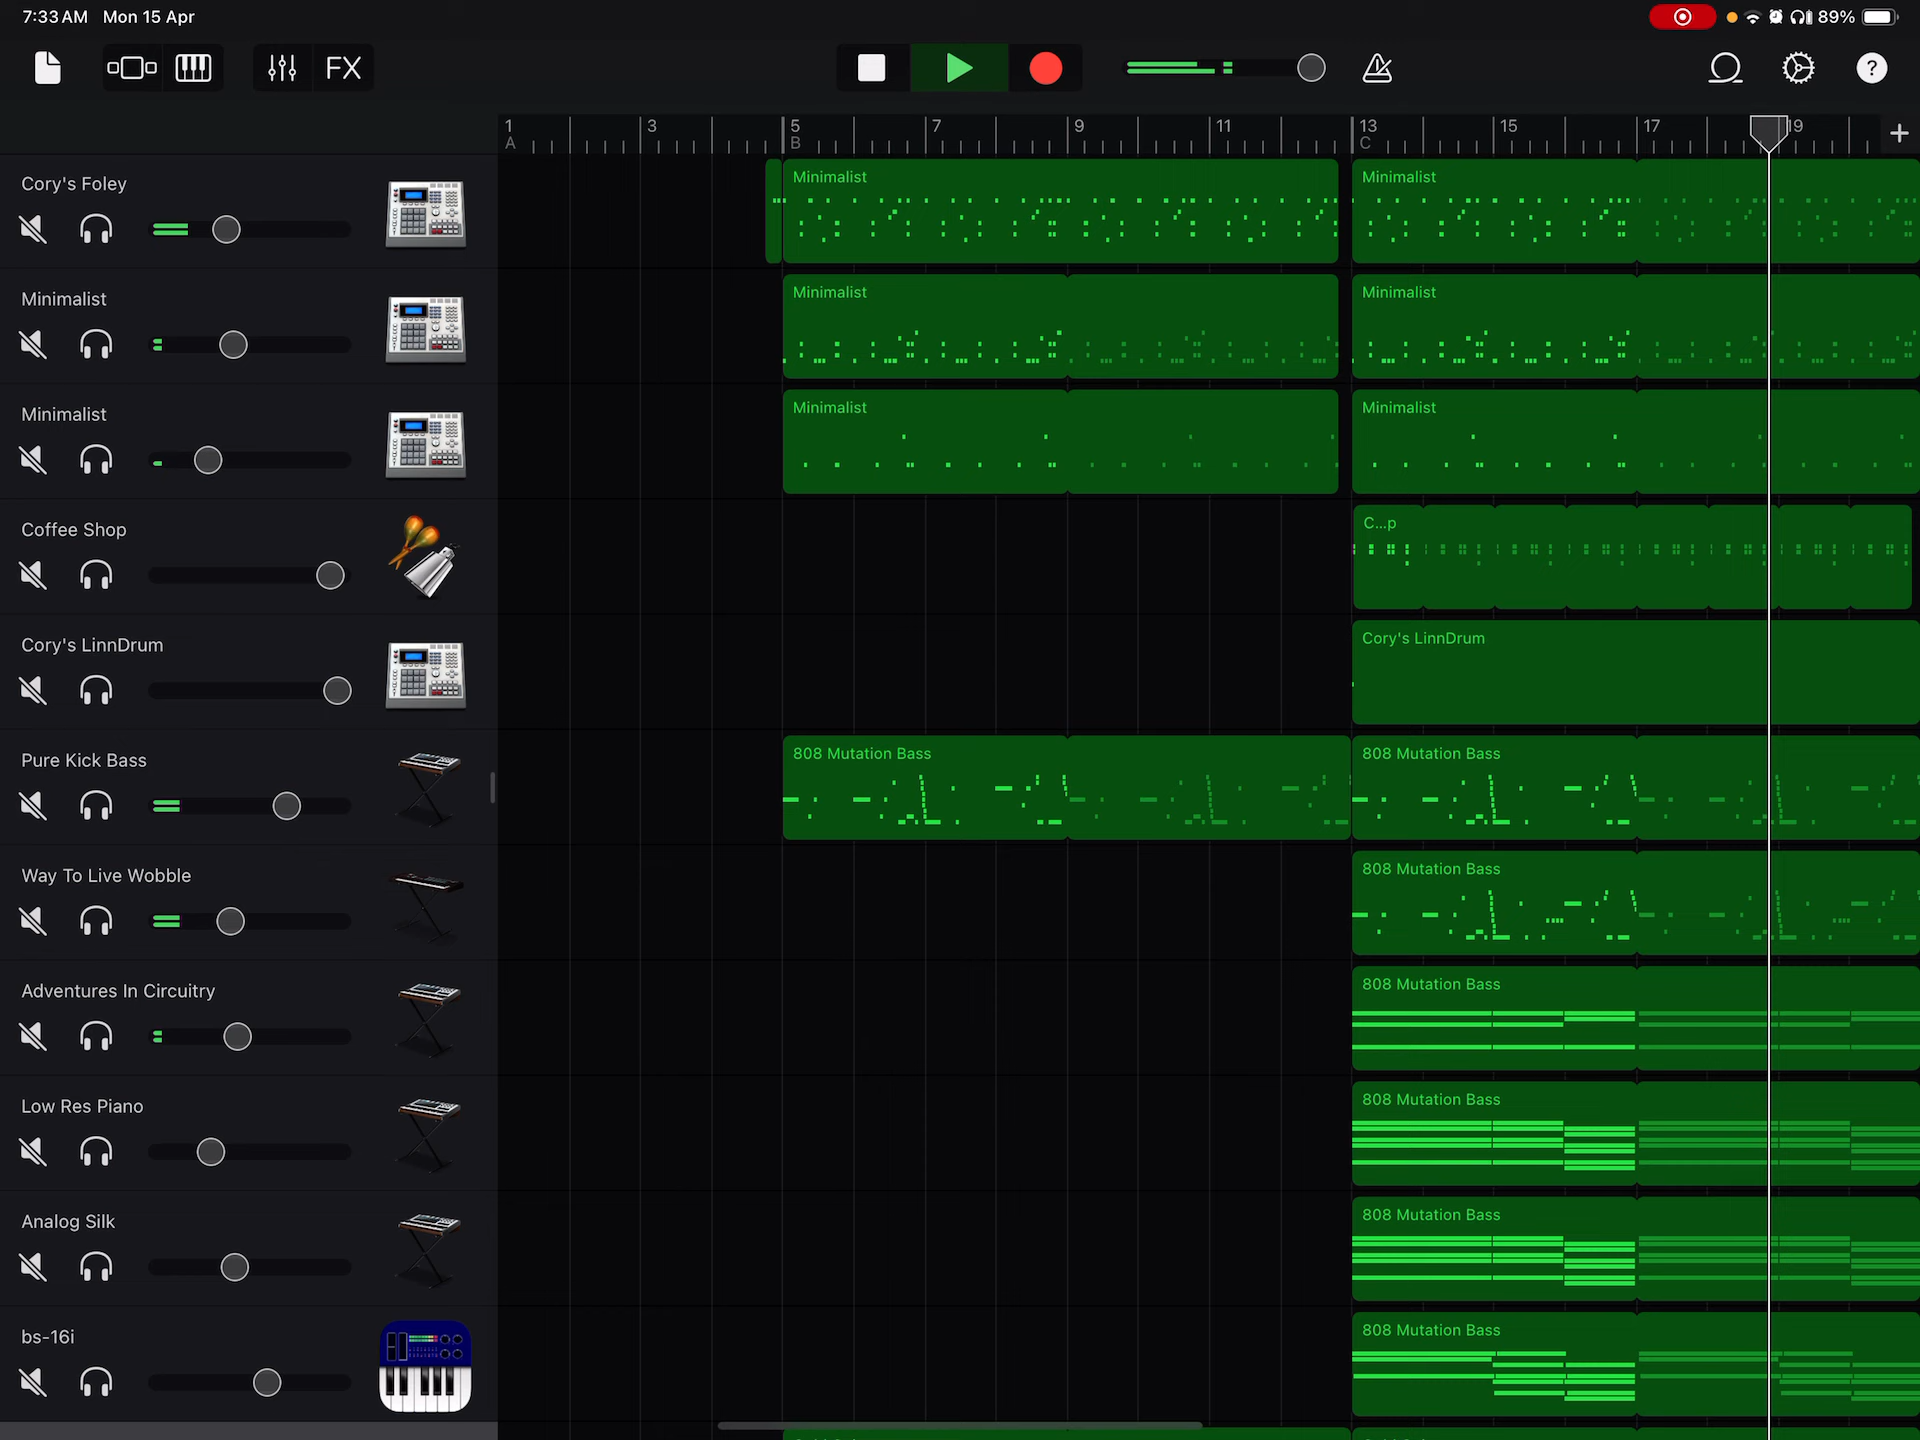 7:33 AM Mon 15 Apr
89%
FX
?
1 3 5 7 9 11 13 15 17 19 +
A B C
Cory's Foley
Minimalist
Minimalist
Minimalist
Minimalist
Minimalist
Minimalist
Minimalist
Minimalist
Coffee Shop
C...p
Cory's LinnDrum
Cory's LinnDrum
Pure Kick Bass
808 Mutation Bass
808 Mutation Bass
Way To Live Wobble
808 Mutation Bass
Adventures In Circuitry
808 Mutation Bass
Low Res Piano
808 Mutation Bass
Analog Silk
808 Mutation Bass
bs-16i
808 Mutation Bass